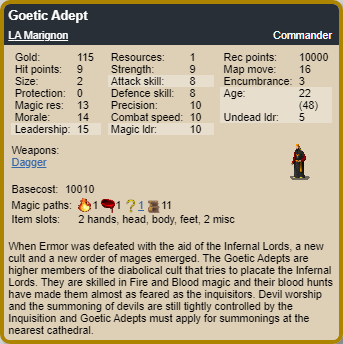 Goetic Adept
LA Marignon Commander
Gold: 115 Resources: 1 Rec points: 10000
Hit points: 9 Strength: 9 Map move: 16
Size: 2 Attack skill: 8 Encumbrance: 3
Protection: 0 Defence skill: 8 Age: 22
Magic res: 13 Precision: 10 (48)
Morale: 14 Combat speed: 10 Undead ldr: 5
Leadership: 15 Magic ldr: 10
Weapons:
Dagger
Basecost: 10010
Magic paths: 1 1 ? 1 11
Item slots: 2 hands, head, body, feet, 2 misc
When Ermor was defeated with the aid of the Infernal Lords, a new
cult and a new order of mages emerged. The Goetic Adepts are
higher members of the diabolical cult that tries to placate the Infernal
Lords. They are skilled in Fire and Blood magic and their blood hunts
have made them almost as feared as the inquisitors. Devil worship
and the summoning of devils are still tightly controlled by the
Inquisition and Goetic Adepts must apply for summonings at the
nearest cathedral.